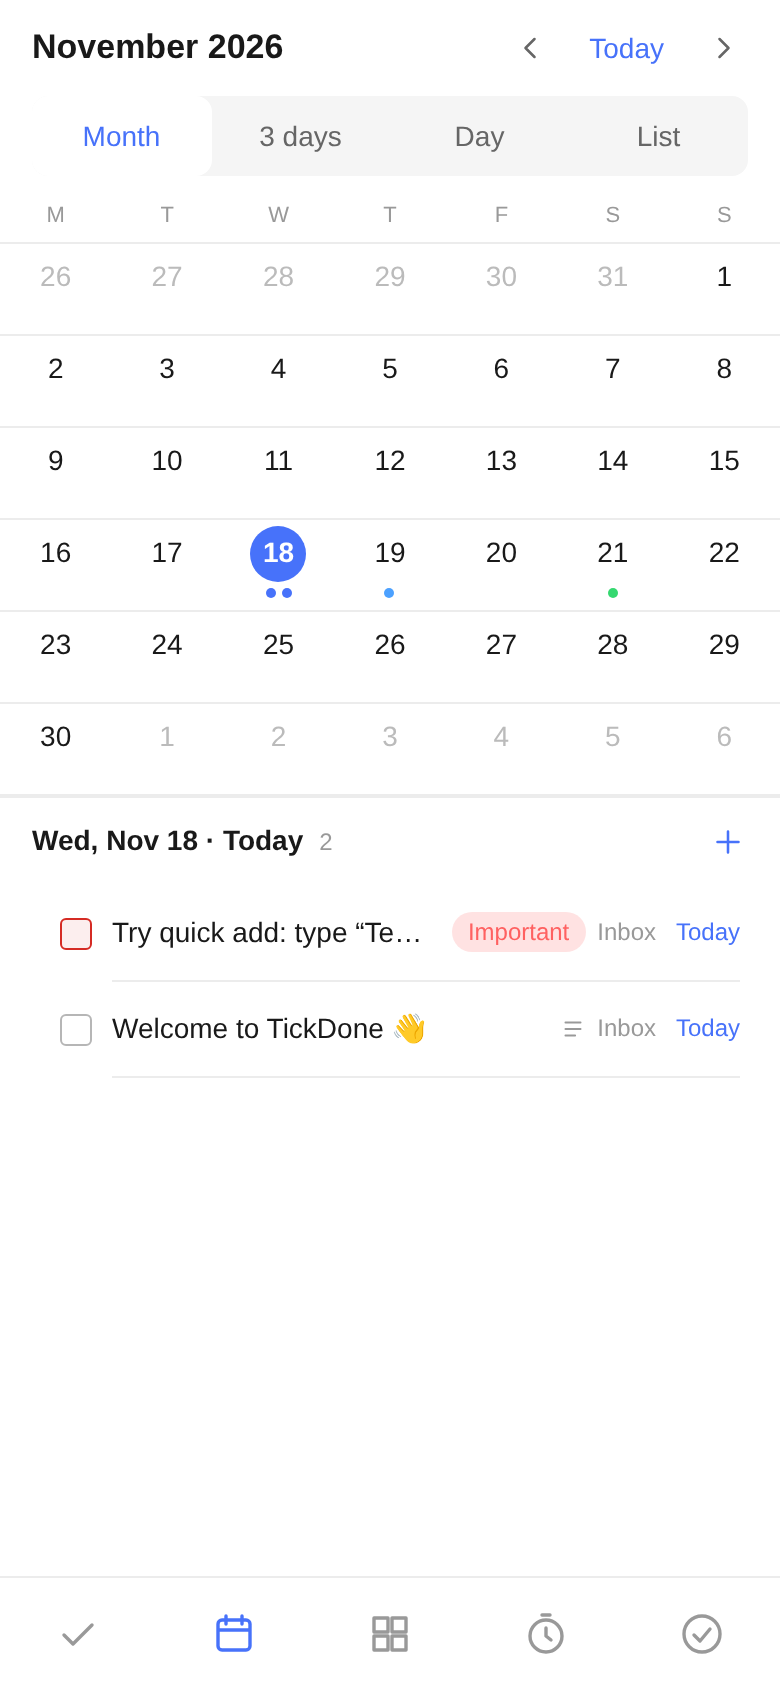 November 2026 Today
Month 3 days Day List
M T W T F S S
26 27 28 29 30 31 1
2 3 4 5 6 7 8
9 10 11 12 13 14 15
16 17 18 19 20 21 22
23 24 25 26 27 28 29
30 1 2 3 4 5 6
Wed, Nov 18 · Today 2
Try quick add: type “Te… Important Inbox Today
Welcome to TickDone 👋 Inbox Today